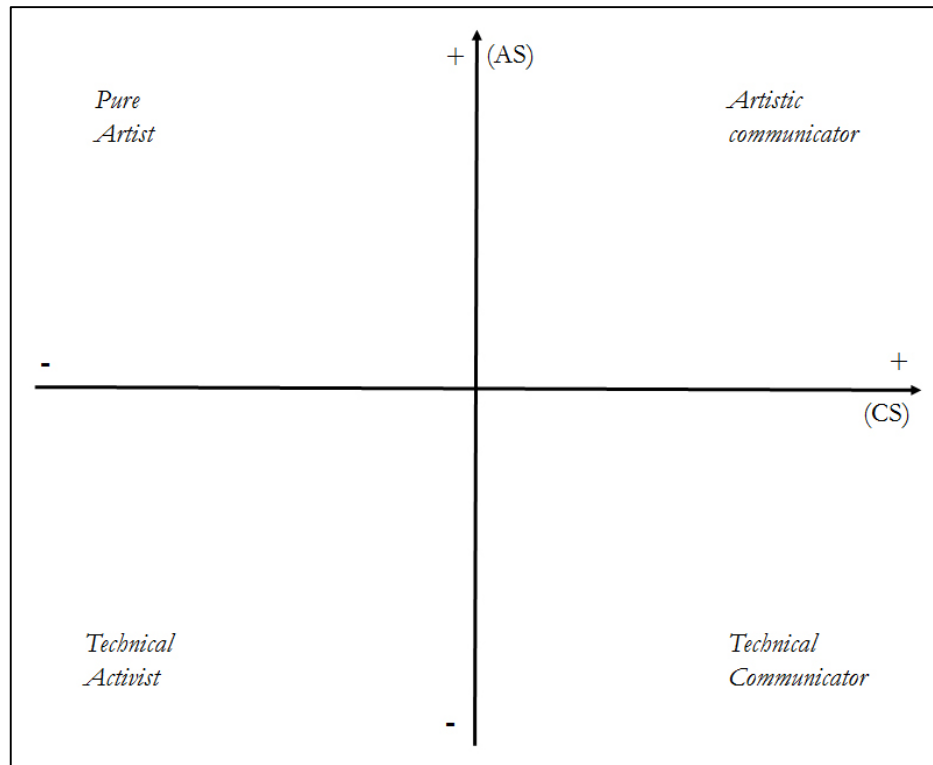 + (AS)
Pure
Artist
Artistic
communicator
- +
(CS)
Technical
Activist
Technical
Communicator
-